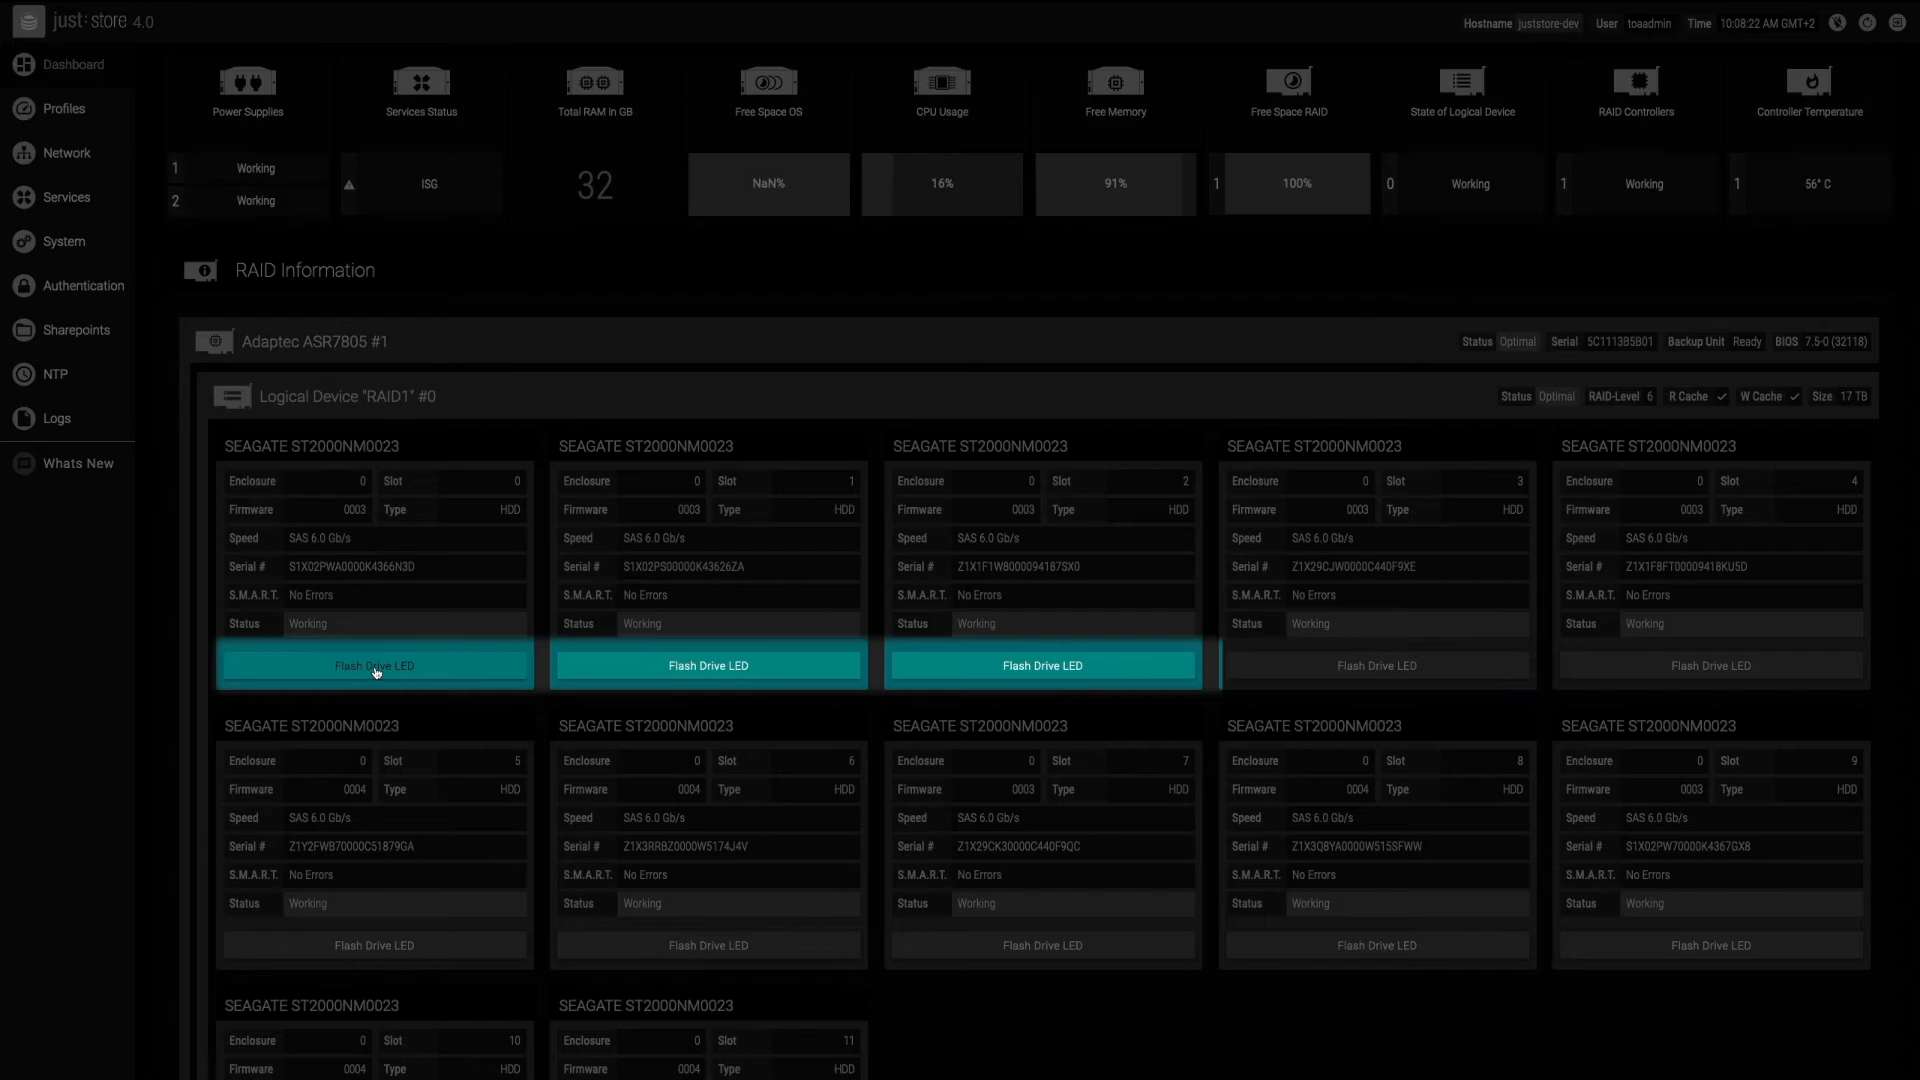 just:store 4.0
Hostname juststore-dev User toaadmin Time 10:08:22 AM GMT+2
Dashboard
Profiles
Network
Services
System
Authentication
Sharepoints
NTP
Logs
Whats New
Power Supplies
Services Status
Total RAM in GB
Free Space OS
CPU Usage
Free Memory
Free Space RAID
State of Logical Device
RAID Controllers
Controller Temperature
1 Working
2 Working
ISG
32
NaN%
16%
91%
1 100%
0 Working
1 Working
1 56° C
RAID Information
Adaptec ASR7805 #1
Status Optimal Serial 5C1113B5B01 Backup Unit Ready BIOS 7.5-0 (32118)
Logical Device "RAID1" #0
Status Optimal RAID-Level 6 R Cache W Cache Size 17 TB
SEAGATE ST2000NM0023
Enclosure 0 Slot 0
Firmware 0003 Type HDD
Speed SAS 6.0 Gb/s
Serial # S1X02PWA0000K4366N3D
S.M.A.R.T. No Errors
Status Working
Flash Drive LED
SEAGATE ST2000NM0023
Enclosure 0 Slot 1
Firmware 0003 Type HDD
Speed SAS 6.0 Gb/s
Serial # S1X02PS00000K43626ZA
S.M.A.R.T. No Errors
Status Working
Flash Drive LED
SEAGATE ST2000NM0023
Enclosure 0 Slot 2
Firmware 0003 Type HDD
Speed SAS 6.0 Gb/s
Serial # Z1X1F1W8000094187SX0
S.M.A.R.T. No Errors
Status Working
Flash Drive LED
SEAGATE ST2000NM0023
Enclosure 0 Slot 3
Firmware 0003 Type HDD
Speed SAS 6.0 Gb/s
Serial # Z1X29CJW0000C440F9XE
S.M.A.R.T. No Errors
Status Working
Flash Drive LED
SEAGATE ST2000NM0023
Enclosure 0 Slot 4
Firmware 0003 Type HDD
Speed SAS 6.0 Gb/s
Serial # Z1X1F8FT00009418KU5D
S.M.A.R.T. No Errors
Status Working
Flash Drive LED
SEAGATE ST2000NM0023
Enclosure 0 Slot 5
Firmware 0004 Type HDD
Speed SAS 6.0 Gb/s
Serial # Z1Y2FWB70000C51879GA
S.M.A.R.T. No Errors
Status Working
Flash Drive LED
SEAGATE ST2000NM0023
Enclosure 0 Slot 6
Firmware 0004 Type HDD
Speed SAS 6.0 Gb/s
Serial # Z1X3RRBZ0000W5174J4V
S.M.A.R.T. No Errors
Status Working
Flash Drive LED
SEAGATE ST2000NM0023
Enclosure 0 Slot 7
Firmware 0003 Type HDD
Speed SAS 6.0 Gb/s
Serial # Z1X29CK30000C440F9QC
S.M.A.R.T. No Errors
Status Working
Flash Drive LED
SEAGATE ST2000NM0023
Enclosure 0 Slot 8
Firmware 0004 Type HDD
Speed SAS 6.0 Gb/s
Serial # Z1X3Q8YA0000W515SFWW
S.M.A.R.T. No Errors
Status Working
Flash Drive LED
SEAGATE ST2000NM0023
Enclosure 0 Slot 9
Firmware 0003 Type HDD
Speed SAS 6.0 Gb/s
Serial # S1X02PW70000K4367GX8
S.M.A.R.T. No Errors
Status Working
Flash Drive LED
SEAGATE ST2000NM0023
Enclosure 0 Slot 10
Firmware 0004 Type HDD
SEAGATE ST2000NM0023
Enclosure 0 Slot 11
Firmware 0004 Type HDD